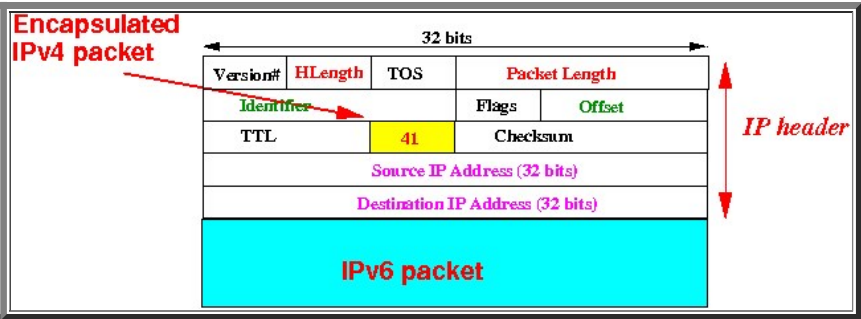 Encapsulated
IPv4 packet
32 bits
Version# HLength TOS Packet Length
Identifier Flags Offset
TTL 41 Checksum
IP header
Source IP Address (32 bits)
Destination IP Address (32 bits)
IPv6 packet